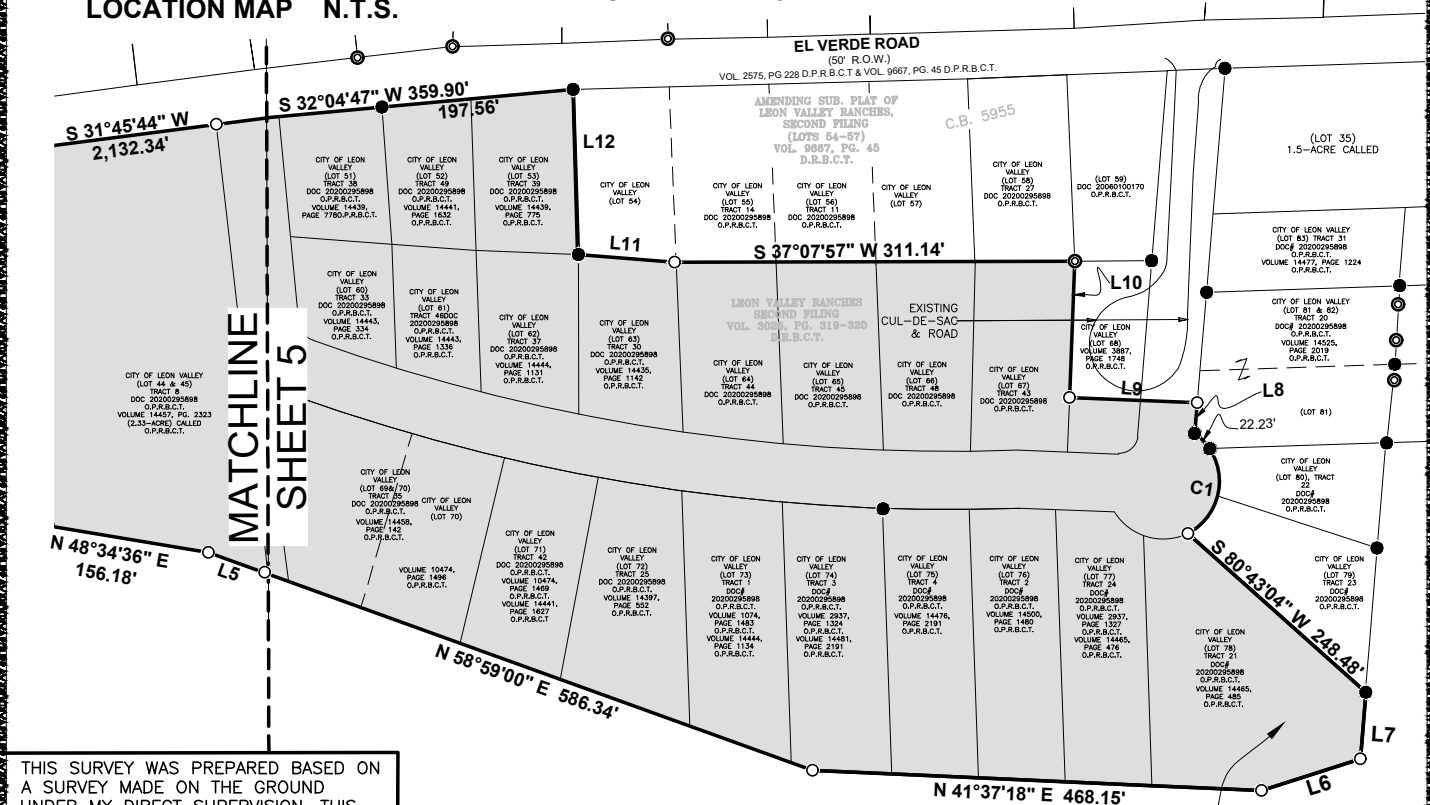 LOCATION MAP N.T.S.
EL VERDE ROAD
(50' R.O.W.)
VOL. 2575, PG 228 D.P.R.B.C.T & VOL. 9667, PG. 45 D.P.R.B.C.T.
S 31°45'44" W
2,132.34'
S 32°04'47" W 359.90'
197.56'
L12
L11
S 37°07'57" W 311.14'
L10
AMENDING SUB. PLAT OF
LEON VALLEY RANCHES,
SECOND FILING
(LOTS 54-57)
VOL. 9667, PG. 45
D.R.B.C.T.
C.B. 5955
(LOT 35)
1.5-ACRE CALLED
CITY OF LEON
VALLEY
(LOT 51)
TRACT 38
DOC 20200295898
O.P.R.B.C.T.
VOLUME 14439,
PAGE 778O.P.R.B.C.T.
CITY OF LEON
VALLEY
(LOT 52)
TRACT 49
DOC 20200295898
O.P.R.B.C.T.
VOLUME 14441,
PAGE 1632
O.P.R.B.C.T.
CITY OF LEON
VALLEY
(LOT 53)
TRACT 39
DOC 20200295898
O.P.R.B.C.T.
VOLUME 14439,
PAGE 775
O.P.R.B.C.T.
CITY OF LEON
VALLEY
(LOT 54)
CITY OF LEON
VALLEY
(LOT 55)
TRACT 14
DOC 20200295898
O.P.R.B.C.T.
CITY OF LEON
VALLEY
(LOT 56)
TRACT 11
DOC 20200295898
O.P.R.B.C.T.
CITY OF LEON
VALLEY
(LOT 57)
CITY OF LEON
VALLEY
(LOT 58)
TRACT 27
DOC 20200295898
O.P.R.B.C.T.
(LOT 59)
DOC 20060100170
O.P.R.B.C.T.
CITY OF LEON VALLEY
(LOT 83) TRACT 31
DOC# 20200295898
O.P.R.B.C.T.
VOLUME 14477, PAGE 1224
CITY OF LEON VALLEY
(LOT 81 & 82)
TRACT 20
DOC# 20200295898
O.P.R.B.C.T.
VOLUME 14525,
PAGE 2019
O.P.R.B.C.T.
Z
(LOT 81)
CITY OF LEON
VALLEY
(LOT 60)
TRACT 33
DOC 20200295898
O.P.R.B.C.T.
VOLUME 14443,
PAGE 334
O.P.R.B.C.T.
CITY OF LEON
VALLEY
(LOT 61)
TRACT 46DOC
20200295898
O.P.R.B.C.T.
VOLUME 14443,
PAGE 1336
O.P.R.B.C.T.
CITY OF LEON
VALLEY
(LOT 62)
TRACT 37
DOC 20200295898
O.P.R.B.C.T.
VOLUME 14444,
PAGE 1131
O.P.R.B.C.T.
CITY OF LEON
VALLEY
(LOT 63)
TRACT 30
DOC 20200295898
O.P.R.B.C.T.
VOLUME 14435,
PAGE 1142
O.P.R.B.C.T.
LEON VALLEY RANCHES
SECOND FILING
VOL. 3025, PG. 319-320
D.R.B.C.T.
EXISTING
CUL-DE-SAC
& ROAD
CITY OF LEON
VALLEY
(LOT 64)
TRACT 44
DOC 20200295898
O.P.R.B.C.T.
CITY OF LEON
VALLEY
(LOT 65)
TRACT 45
DOC 20200295898
O.P.R.B.C.T.
CITY OF LEON
VALLEY
(LOT 66)
TRACT 48
DOC 20200295898
O.P.R.B.C.T.
CITY OF LEON
VALLEY
(LOT 67)
TRACT 43
DOC 20200295898
O.P.R.B.C.T.
CITY OF LEON
VALLEY
(LOT 68)
VOLUME 3887,
PAGE 1748
O.P.R.B.C.T.
L9
L8
22.23'
C1
CITY OF LEON VALLEY
(LOT 44 & 45)
TRACT 8
DOC 20200295898
O.P.R.B.C.T.
VOLUME 14457, PG. 2323
(2.33-ACRE) CALLED
O.P.R.B.C.T.
MATCHLINE
SHEET 5
CITY OF LEON
VALLEY
(LOT 69& 70)
TRACT 35
DOC 20200295898
O.P.R.B.C.T.
VOLUME 14458,
PAGE 142
O.P.R.B.C.T.
CITY OF LEON
VALLEY
(LOT 70)
VOLUME 10474,
PAGE 1496
O.P.R.B.C.T.
CITY OF LEON
VALLEY
(LOT 71)
TRACT 42
DOC 20200295898
VOLUME 10474,
PAGE 1469
O.P.R.B.C.T.
VOLUME 14441,
PAGE 1627
O.P.R.B.C.T
CITY OF LEON
VALLEY
(LOT 72)
TRACT 25
DOC 20200295898
O.P.R.B.C.T.
VOLUME 14397,
PAGE 552
O.P.R.B.C.T.
CITY OF LEON
VALLEY
(LOT 73)
TRACT 1
DOC#
20200295898
O.P.R.B.C.T.
VOLUME 1074,
PAGE 1483
O.P.R.B.C.T.
VOLUME 14444,
PAGE 1134
O.P.R.B.C.T.
CITY OF LEON
VALLEY
(LOT 74)
TRACT 3
DOC#
20200295898
O.P.R.B.C.T.
VOLUME 2937,
PAGE 1324
O.P.R.B.C.T.
VOLUME 14481,
PAGE 2191
O.P.R.B.C.T.
CITY OF LEON
VALLEY
(LOT 75)
TRACT 4
DOC#
20200295898
O.P.R.B.C.T.
VOLUME 14476,
PAGE 2191
O.P.R.B.C.T.
CITY OF LEON
VALLEY
(LOT 76)
TRACT 2
DOC#
20200295898
O.P.R.B.C.T.
VOLUME 14500,
PAGE 1480
O.P.R.B.C.T.
CITY OF LEON
VALLEY
(LOT 77)
TRACT 24
DOC#
20200295898
O.P.R.B.C.T.
VOLUME 2937,
PAGE 1327
O.P.R.B.C.T.
VOLUME 14465,
PAGE 476
O.P.R.B.C.T.
CITY OF LEON
VALLEY
(LOT 78)
TRACT 21
DOC#
20200295898
O.P.R.B.C.T.
VOLUME 14465,
PAGE 485
O.P.R.B.C.T.
CITY OF LEON
VALLEY
(LOT 80), TRACT
22
DOC#
20200295898
O.P.R.B.C.T.
CITY OF LEON
VALLEY
(LOT 79)
TRACT 23
DOC#
20200295898
O.P.R.B.C.T.
S 80°43'04" W 248.48'
L7
L6
N 48°34'36" E
156.18'
L5
N 58°59'00" E 586.34'
N 41°37'18" E 468.15'
THIS SURVEY WAS PREPARED BASED ON
A SURVEY MADE ON THE GROUND
UNDER MY DIRECT SUPERVISION. THIS